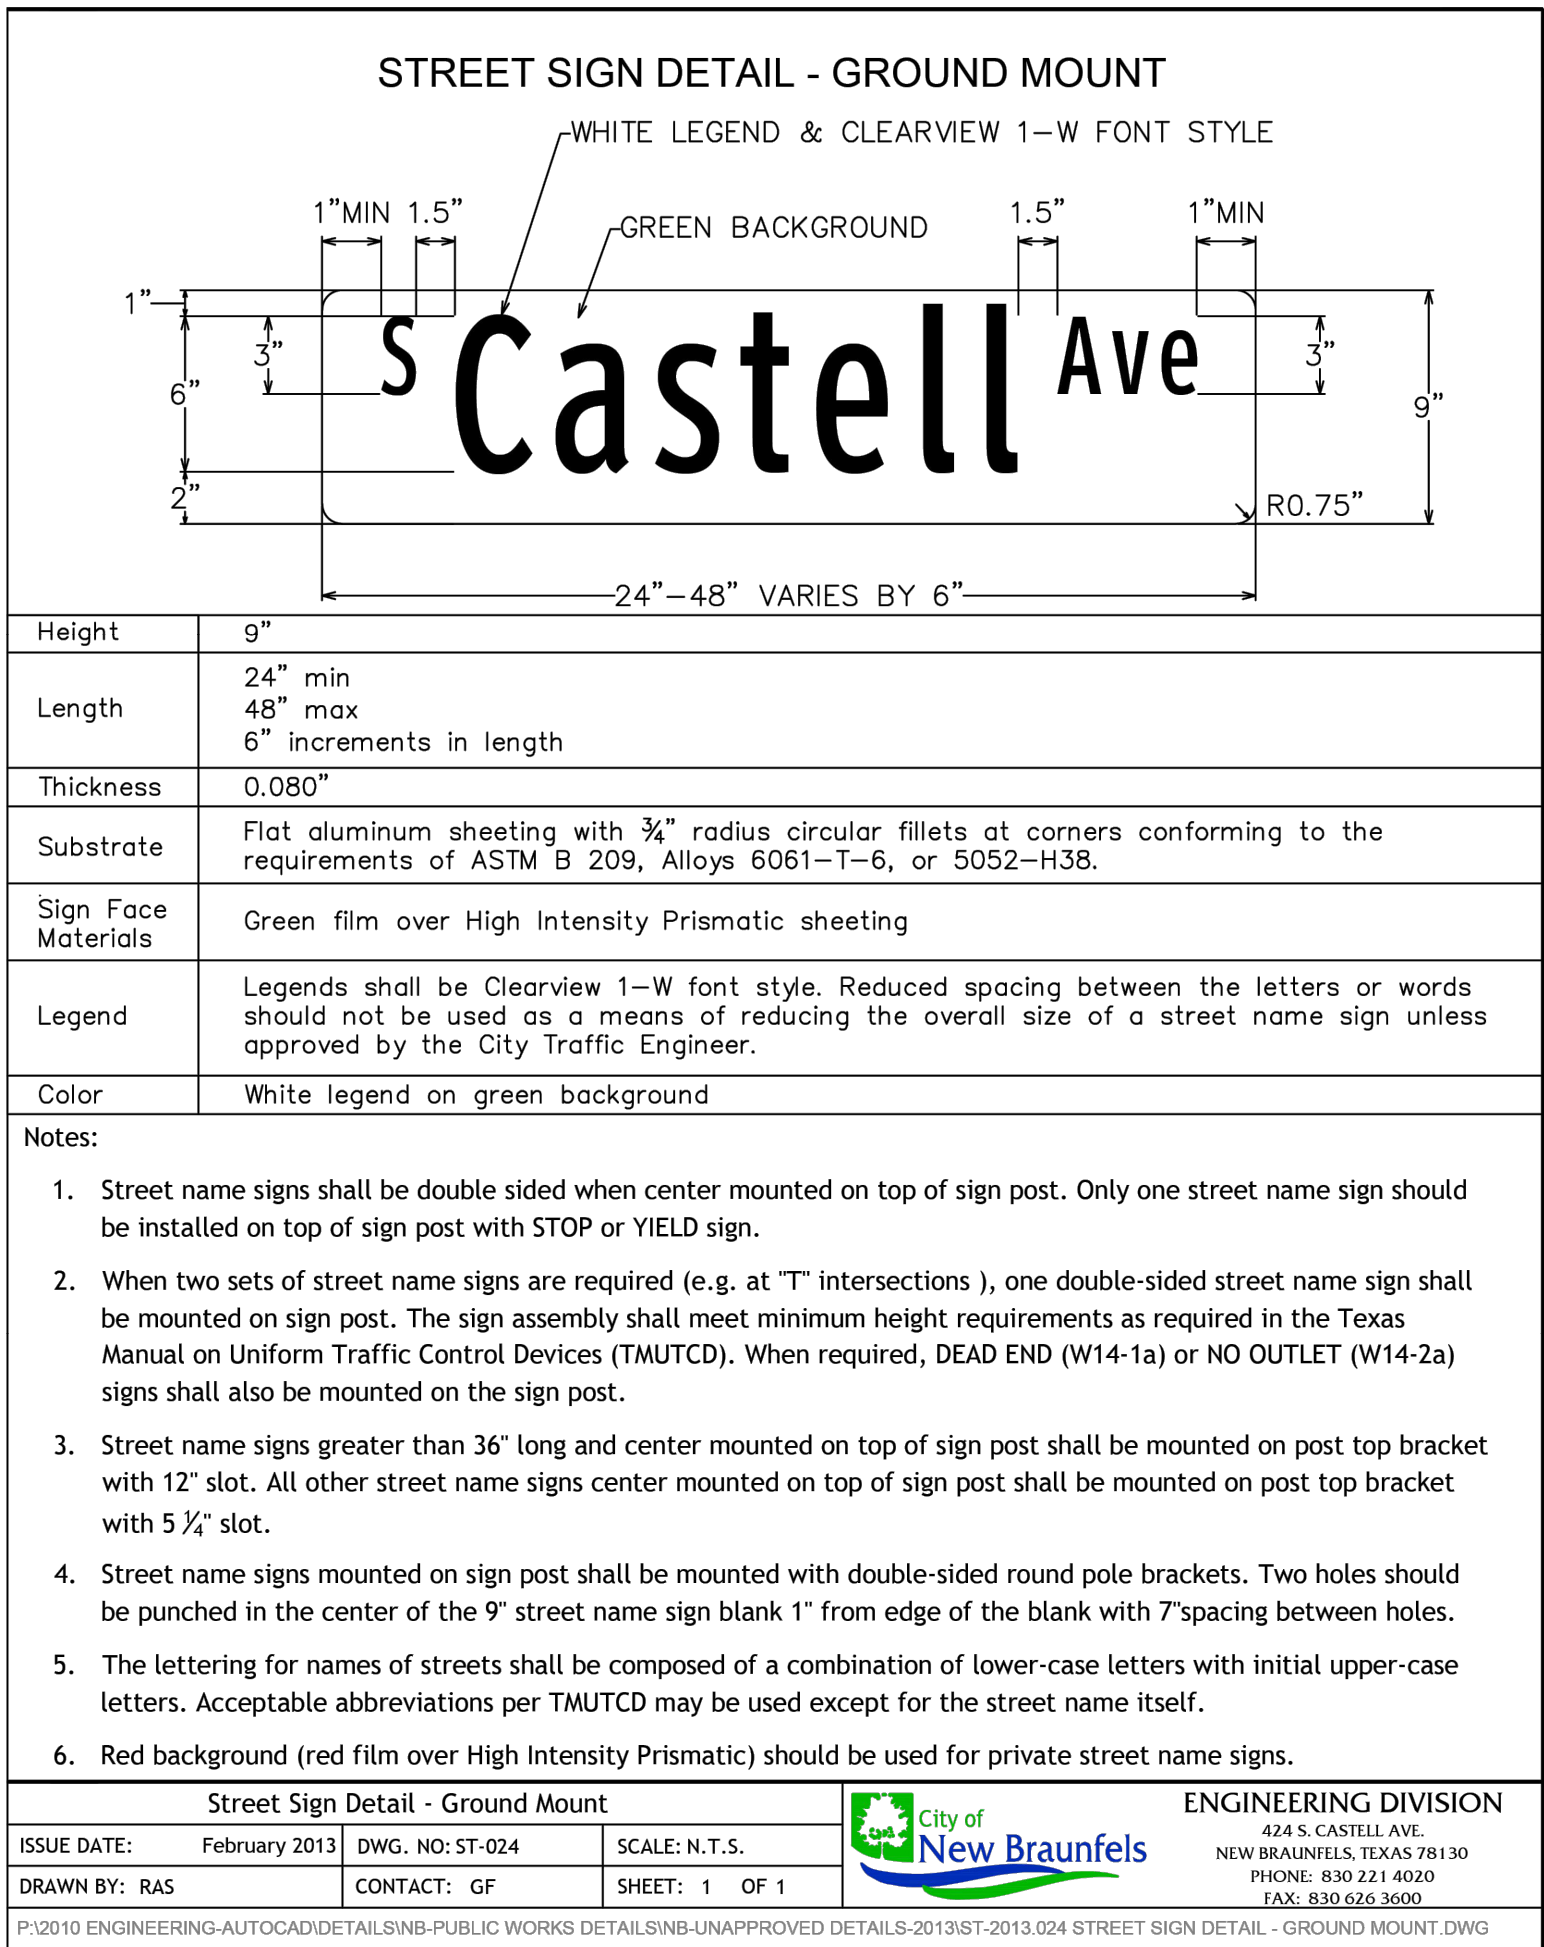 STREET SIGN DETAIL - GROUND MOUNT
WHITE LEGEND & CLEARVIEW 1-W FONT STYLE
1"MIN 1.5" GREEN BACKGROUND 1.5" 1"MIN
1"
6"
3"
S Castell Ave
3"
9"
2"
R0.75"
24"-48" VARIES BY 6"
Height 9"
Length
24" min
48" max
6" increments in length
Thickness 0.080"
Substrate
Flat aluminum sheeting with ¾" radius circular fillets at corners conforming to the
requirements of ASTM B 209, Alloys 6061-T-6, or 5052-H38.
Sign Face
Materials
Green film over High Intensity Prismatic sheeting
Legend
Legends shall be Clearview 1-W font style. Reduced spacing between the letters or words
should not be used as a means of reducing the overall size of a street name sign unless
approved by the City Traffic Engineer.
Color White legend on green background
Notes:
1. Street name signs shall be double sided when center mounted on top of sign post. Only one street name sign should
be installed on top of sign post with STOP or YIELD sign.
2. When two sets of street name signs are required (e.g. at "T" intersections ), one double-sided street name sign shall
be mounted on sign post. The sign assembly shall meet minimum height requirements as required in the Texas
Manual on Uniform Traffic Control Devices (TMUTCD). When required, DEAD END (W14-1a) or NO OUTLET (W14-2a)
signs shall also be mounted on the sign post.
3. Street name signs greater than 36" long and center mounted on top of sign post shall be mounted on post top bracket
with 12" slot. All other street name signs center mounted on top of sign post shall be mounted on post top bracket
with 5 ¼" slot.
4. Street name signs mounted on sign post shall be mounted with double-sided round pole brackets. Two holes should
be punched in the center of the 9" street name sign blank 1" from edge of the blank with 7"spacing between holes.
5. The lettering for names of streets shall be composed of a combination of lower-case letters with initial upper-case
letters. Acceptable abbreviations per TMUTCD may be used except for the street name itself.
6. Red background (red film over High Intensity Prismatic) should be used for private street name signs.
Street Sign Detail - Ground Mount
ISSUE DATE: February 2013 DWG. NO: ST-024 SCALE: N.T.S.
DRAWN BY: RAS CONTACT: GF SHEET: 1 OF 1
City of
New Braunfels
ENGINEERING DIVISION
424 S. CASTELL AVE.
NEW BRAUNFELS, TEXAS 78130
PHONE: 830 221 4020
FAX: 830 626 3600
P:\2010 ENGINEERING-AUTOCAD\DETAILS\NB-PUBLIC WORKS DETAILS\NB-UNAPPROVED DETAILS-2013\ST-2013.024 STREET SIGN DETAIL - GROUND MOUNT.DWG